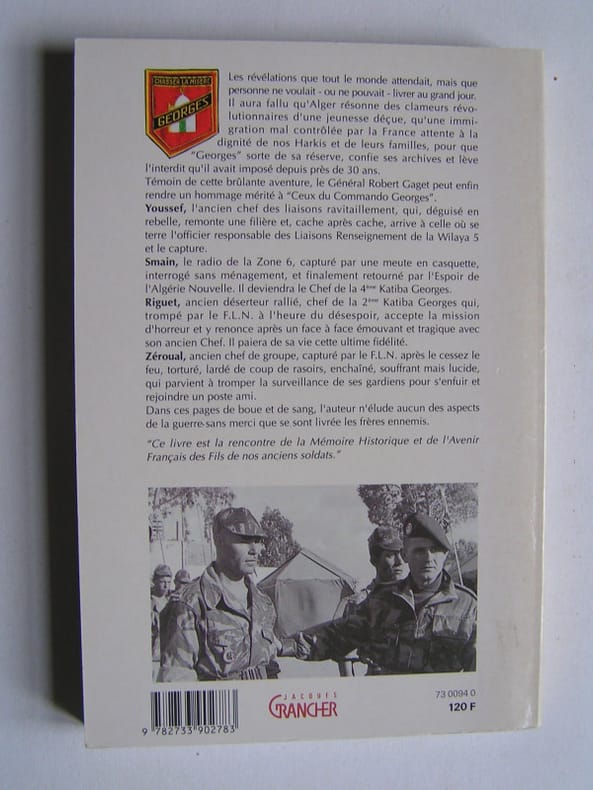 CHASSER LA MISERE
GEORGES
Les révélations que tout le monde attendait, mais que
personne ne voulait - ou ne pouvait - livrer au grand jour.
Il aura fallu qu'Alger résonne des clameurs révo-
lutionnaires d'une jeunesse déçue, qu'une immi-
gration mal controlée par la France attente à la
dignité de nos Harkis et de leurs familles, pour que
"Georges" sorte de sa réserve, confie ses archives et lève
l'interdit qu'il avait imposé depuis près de 30 ans.
Témoin de cette brûlante aventure, le Général Robert Gaget peut enfin
rendre un hommage mérité à "Ceux du Commando Georges".
Youssef, l'ancien chef des liaisons ravitaillement, qui, déguisé en
rebelle, remonte une filière et, cache après cache, arrive à celle où se
terre l'officier responsable des Liaisons Renseignement de la Wilaya 5
et le capture.
Smain, le radio de la Zone 6, capturé par une meute en casquette,
interrogé sans ménagement, et finalement retourné par l'Espoir de
l'Algérie Nouvelle. Il deviendra le Chef de la 4ème Katiba Georges.
Riguet, ancien déserteur rallié, chef de la 2ème Katiba Georges qui,
trompé par le F.L.N. à l'heure du désespoir, accepte la mission
d'horreur et y renonce après un face à face émouvant et tragique avec
son ancien Chef. Il paiera de sa vie cette ultime fidélité.
Zéroual, ancien chef de groupe, capturé par le F.L.N. après le cessez le
feu, torturé, lardé de coup de rasoirs, enchaîné, souffrant mais lucide,
qui parvient à tromper la surveillance de ses gardiens pour s'enfuir et
rejoindre un poste ami.
Dans ces pages de boue et de sang, l'auteur n'élude aucun des aspects
de la guerre-sans merci que se sont livrée les frères ennemis.
"Ce livre est la rencontre de la Mémoire Historique et de l'Avenir
Français des Fils de nos anciens soldats."
9 782733 902783
JACQUES
GRANCHER
73 0094 0
120 F